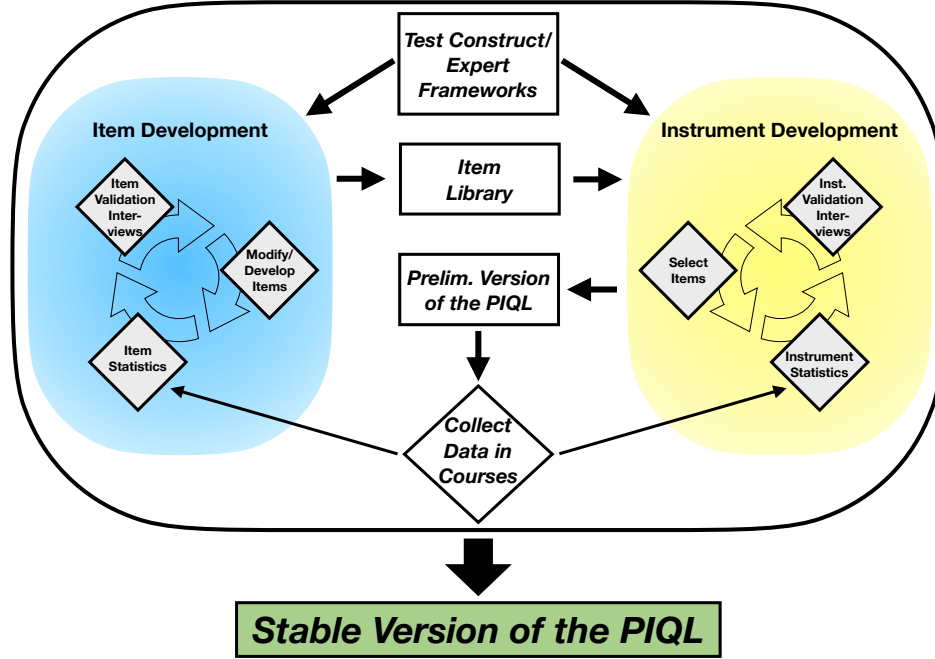 Test Construct/
Expert
Frameworks
Item Development
Instrument Development
Item
Validation
Inter-
views
Modify/
Develop
Items
Item
Statistics
Item
Library
Prelim. Version
of the PIQL
Inst.
Validation
Inter-
views
Select
Items
Instrument
Statistics
Collect
Data in
Courses
Stable Version of the PIQL